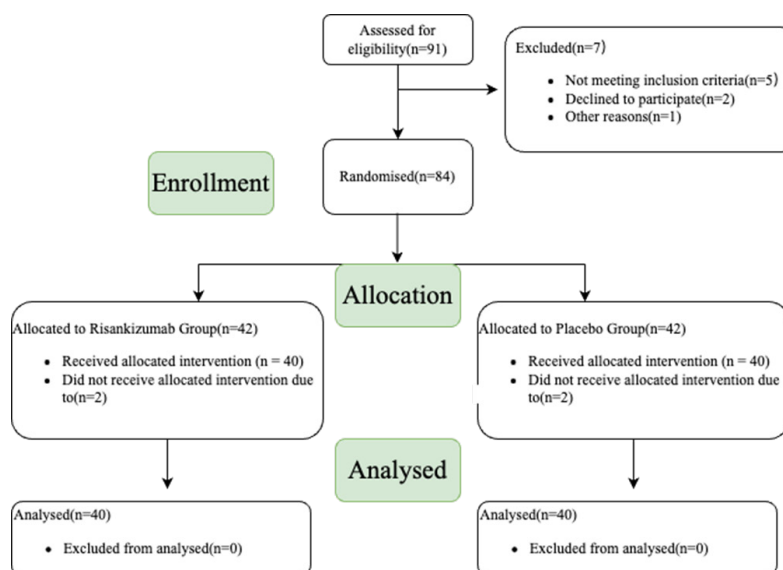 Assessed for
eligibility(n=91)
Excluded(n=7)
• Not meeting inclusion criteria(n=5)
• Declined to participate(n=2)
• Other reasons(n=1)
Enrollment
Randomised(n=84)
Allocation
Allocated to Risankizumab Group(n=42)
• Received allocated intervention (n = 40)
• Did not receive allocated intervention due
to(n=2)
Allocated to Placebo Group(n=42)
• Received allocated intervention (n = 40)
• Did not receive allocated intervention due
to(n=2)
Analysed
Analysed(n=40)
• Excluded from analysed(n=0)
Analysed(n=40)
• Excluded from analysed(n=0)